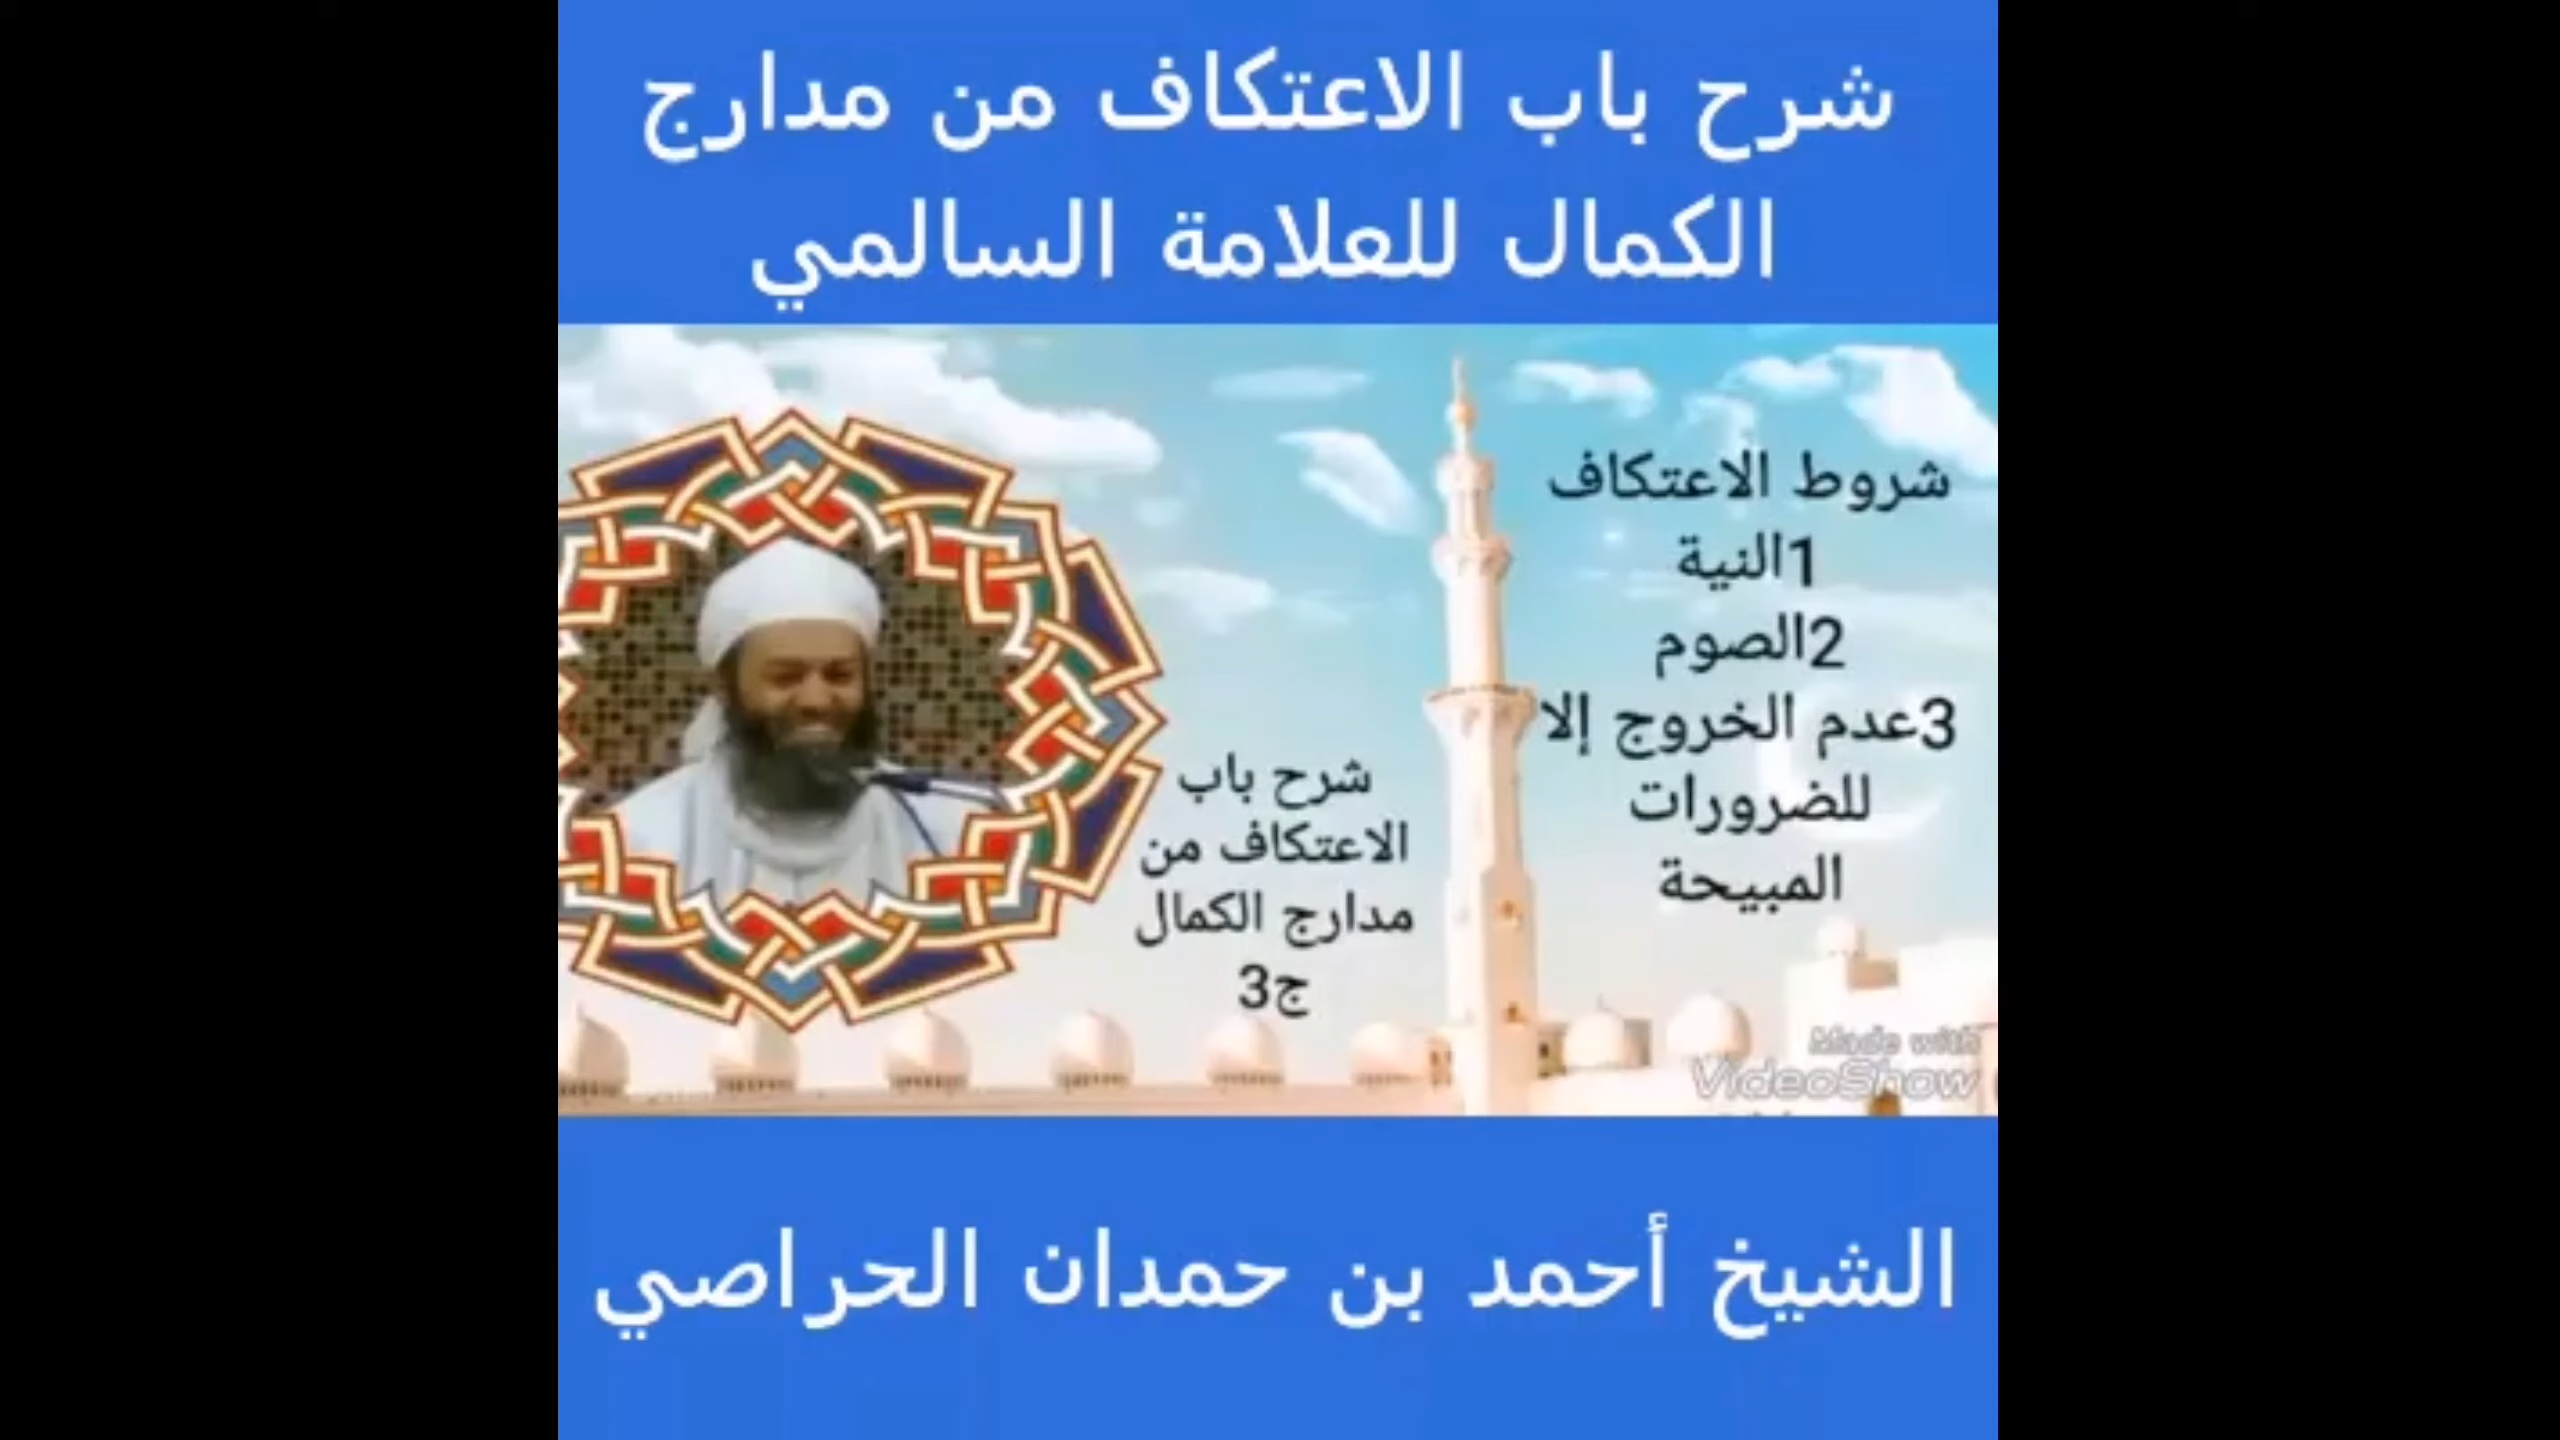 شرح باب الاعتكاف من مدارج
الكمال للعلامة السالمي
شروط الاعتكاف
1النية
2الصوم
3عدم الخروج إلا
للضرورات
المبيحة
شرح باب
الاعتكاف من
مدارج الكمال
ج3
Made with
VideoShow
الشيخ أحمد بن حمدان الحراصي